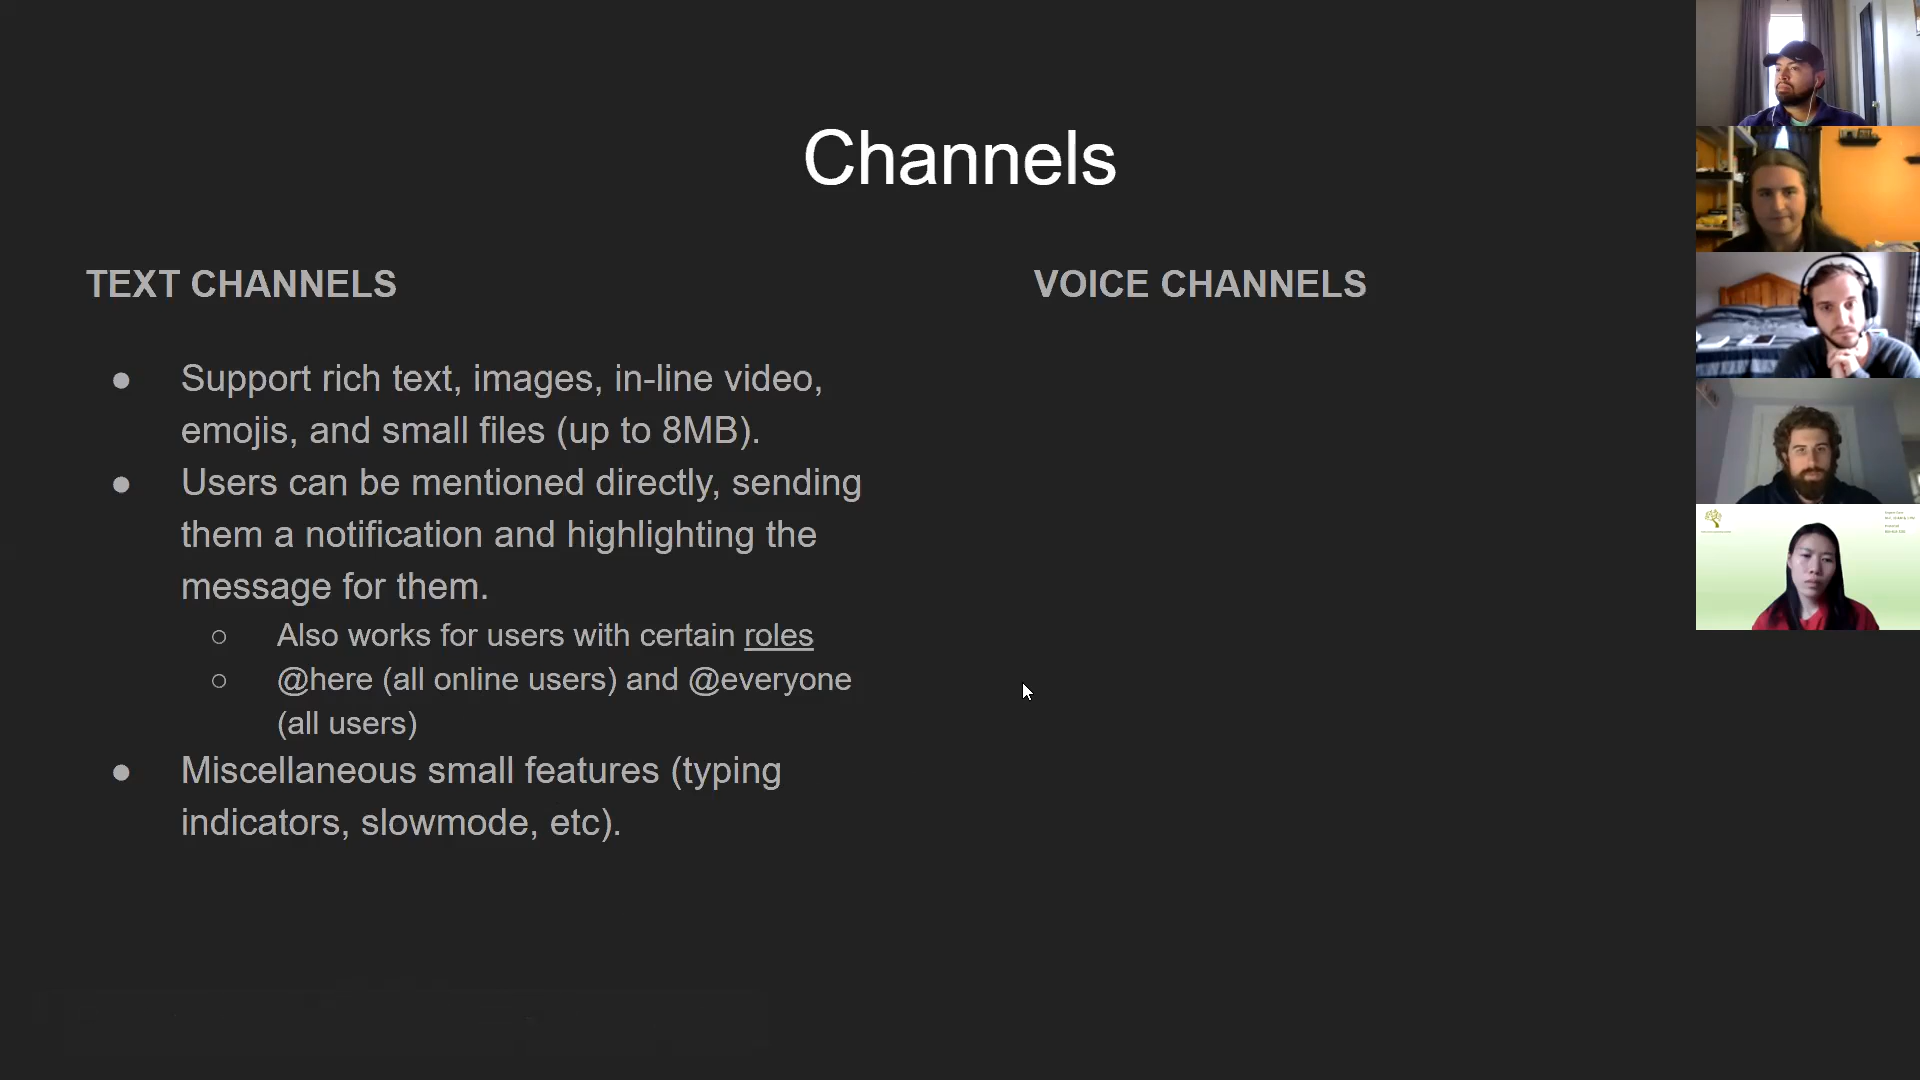 Channels
TEXT CHANNELS
● Support rich text, images, in-line video,
emojis, and small files (up to 8MB).
● Users can be mentioned directly, sending
them a notification and highlighting the
message for them.
○ Also works for users with certain roles
○ @here (all online users) and @everyone
(all users)
● Miscellaneous small features (typing
indicators, slowmode, etc).
VOICE CHANNELS